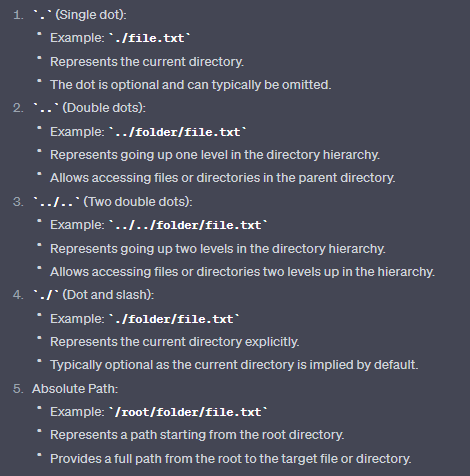 1. `.` (Single dot):
• Example: `./file.txt`
• Represents the current directory.
• The dot is optional and can typically be omitted.
2. `..` (Double dots):
• Example: `../folder/file.txt`
• Represents going up one level in the directory hierarchy.
• Allows accessing files or directories in the parent directory.
3. `../..` (Two double dots):
• Example: `../../folder/file.txt`
• Represents going up two levels in the directory hierarchy.
• Allows accessing files or directories two levels up in the hierarchy.
4. `./` (Dot and slash):
• Example: `./folder/file.txt`
• Represents the current directory explicitly.
• Typically optional as the current directory is implied by default.
5. Absolute Path:
• Example: `/root/folder/file.txt`
• Represents a path starting from the root directory.
• Provides a full path from the root to the target file or directory.